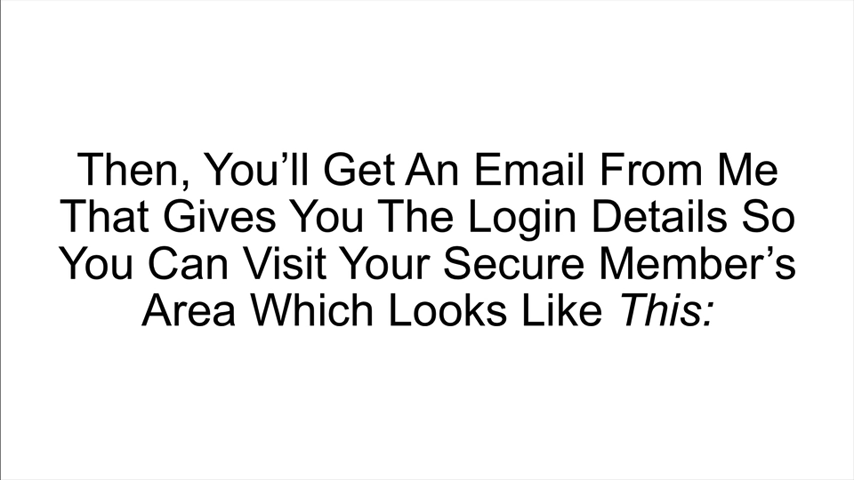 Then, You’ll Get An Email From Me
That Gives You The Login Details So
You Can Visit Your Secure Member’s
Area Which Looks Like This: